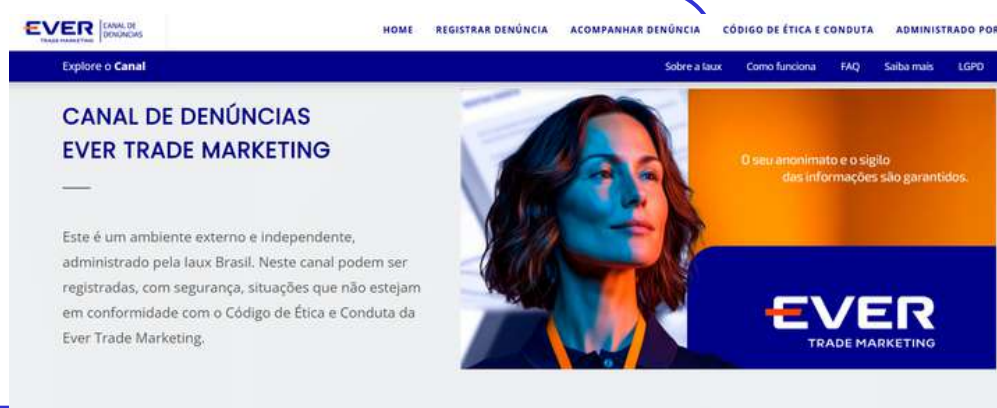 EVER CANAL DE DENÚNCIAS
TRADE MARKETING
HOME REGISTRAR DENÚNCIA ACOMPANHAR DENÚNCIA CÓDIGO DE ÉTICA E CONDUTA ADMINISTRADO POR
Explore o Canal
Sobre a Iaux Como funciona FAQ Saiba mais LGPD
CANAL DE DENÚNCIAS
EVER TRADE MARKETING
Este é um ambiente externo e independente,
administrado pela Iaux Brasil. Neste canal podem ser
registradas, com segurança, situações que não estejam
em conformidade com o Código de Ética e Conduta da
Ever Trade Marketing.
O seu anonimato e o sigilo
das informações são garantidos.
EVER
TRADE MARKETING